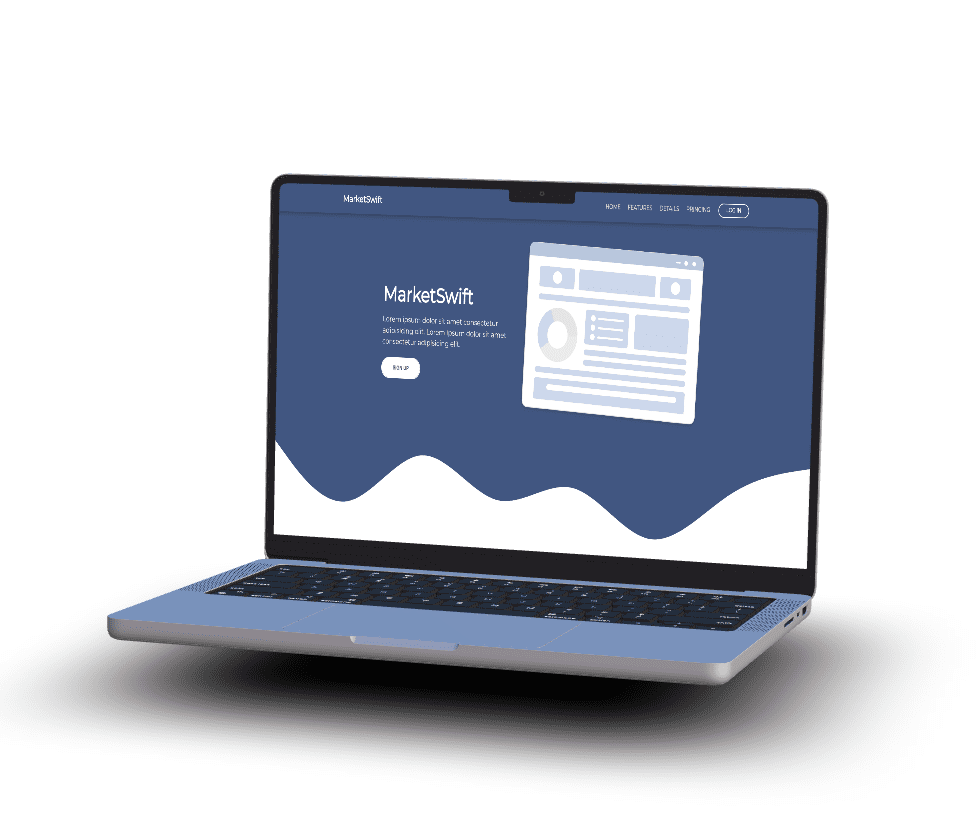 MarketSwift
HOME FEATURES DETAILS PRINCING LOG IN
MarketSwift
Lorem ipsum dolor sit amet consectetur
adipisicing elit. Lorem ipsum dolor sit amet
consectetur adipisicing elit.
SIGN UP